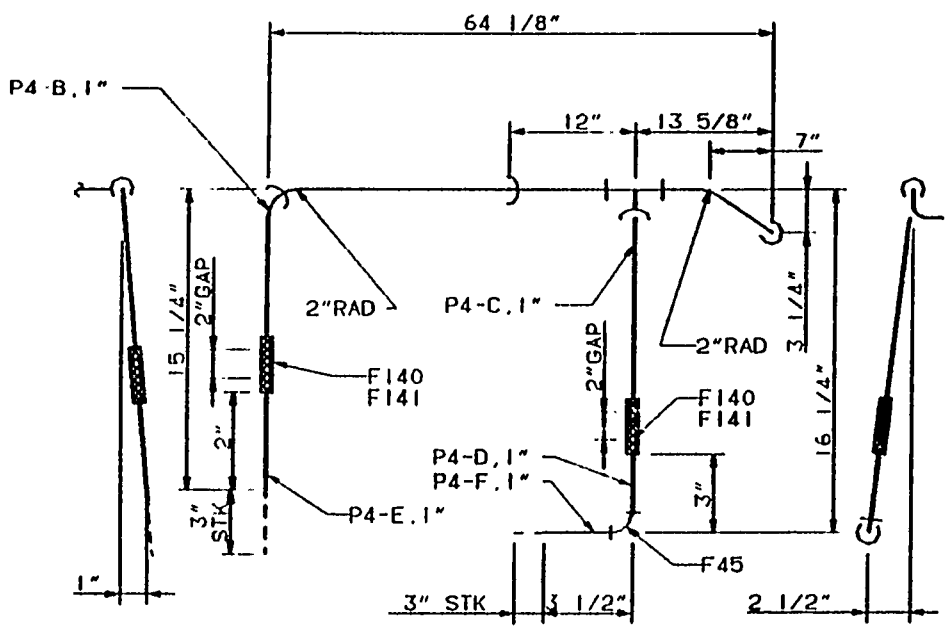 64 1/8"
P4-B,1"
12"
13 5/8"
7"
15 1/4"
2"GAP
2"RAD
P4-C,1"
2"RAD
3 1/4"
F140
F141
2"GAP
F140
F141
16 1/4"
2"
P4-D,1"
P4-F,1"
3"
P4-E,1"
3"
STK
F45
1"
3" STK
3 1/2"
2 1/2"